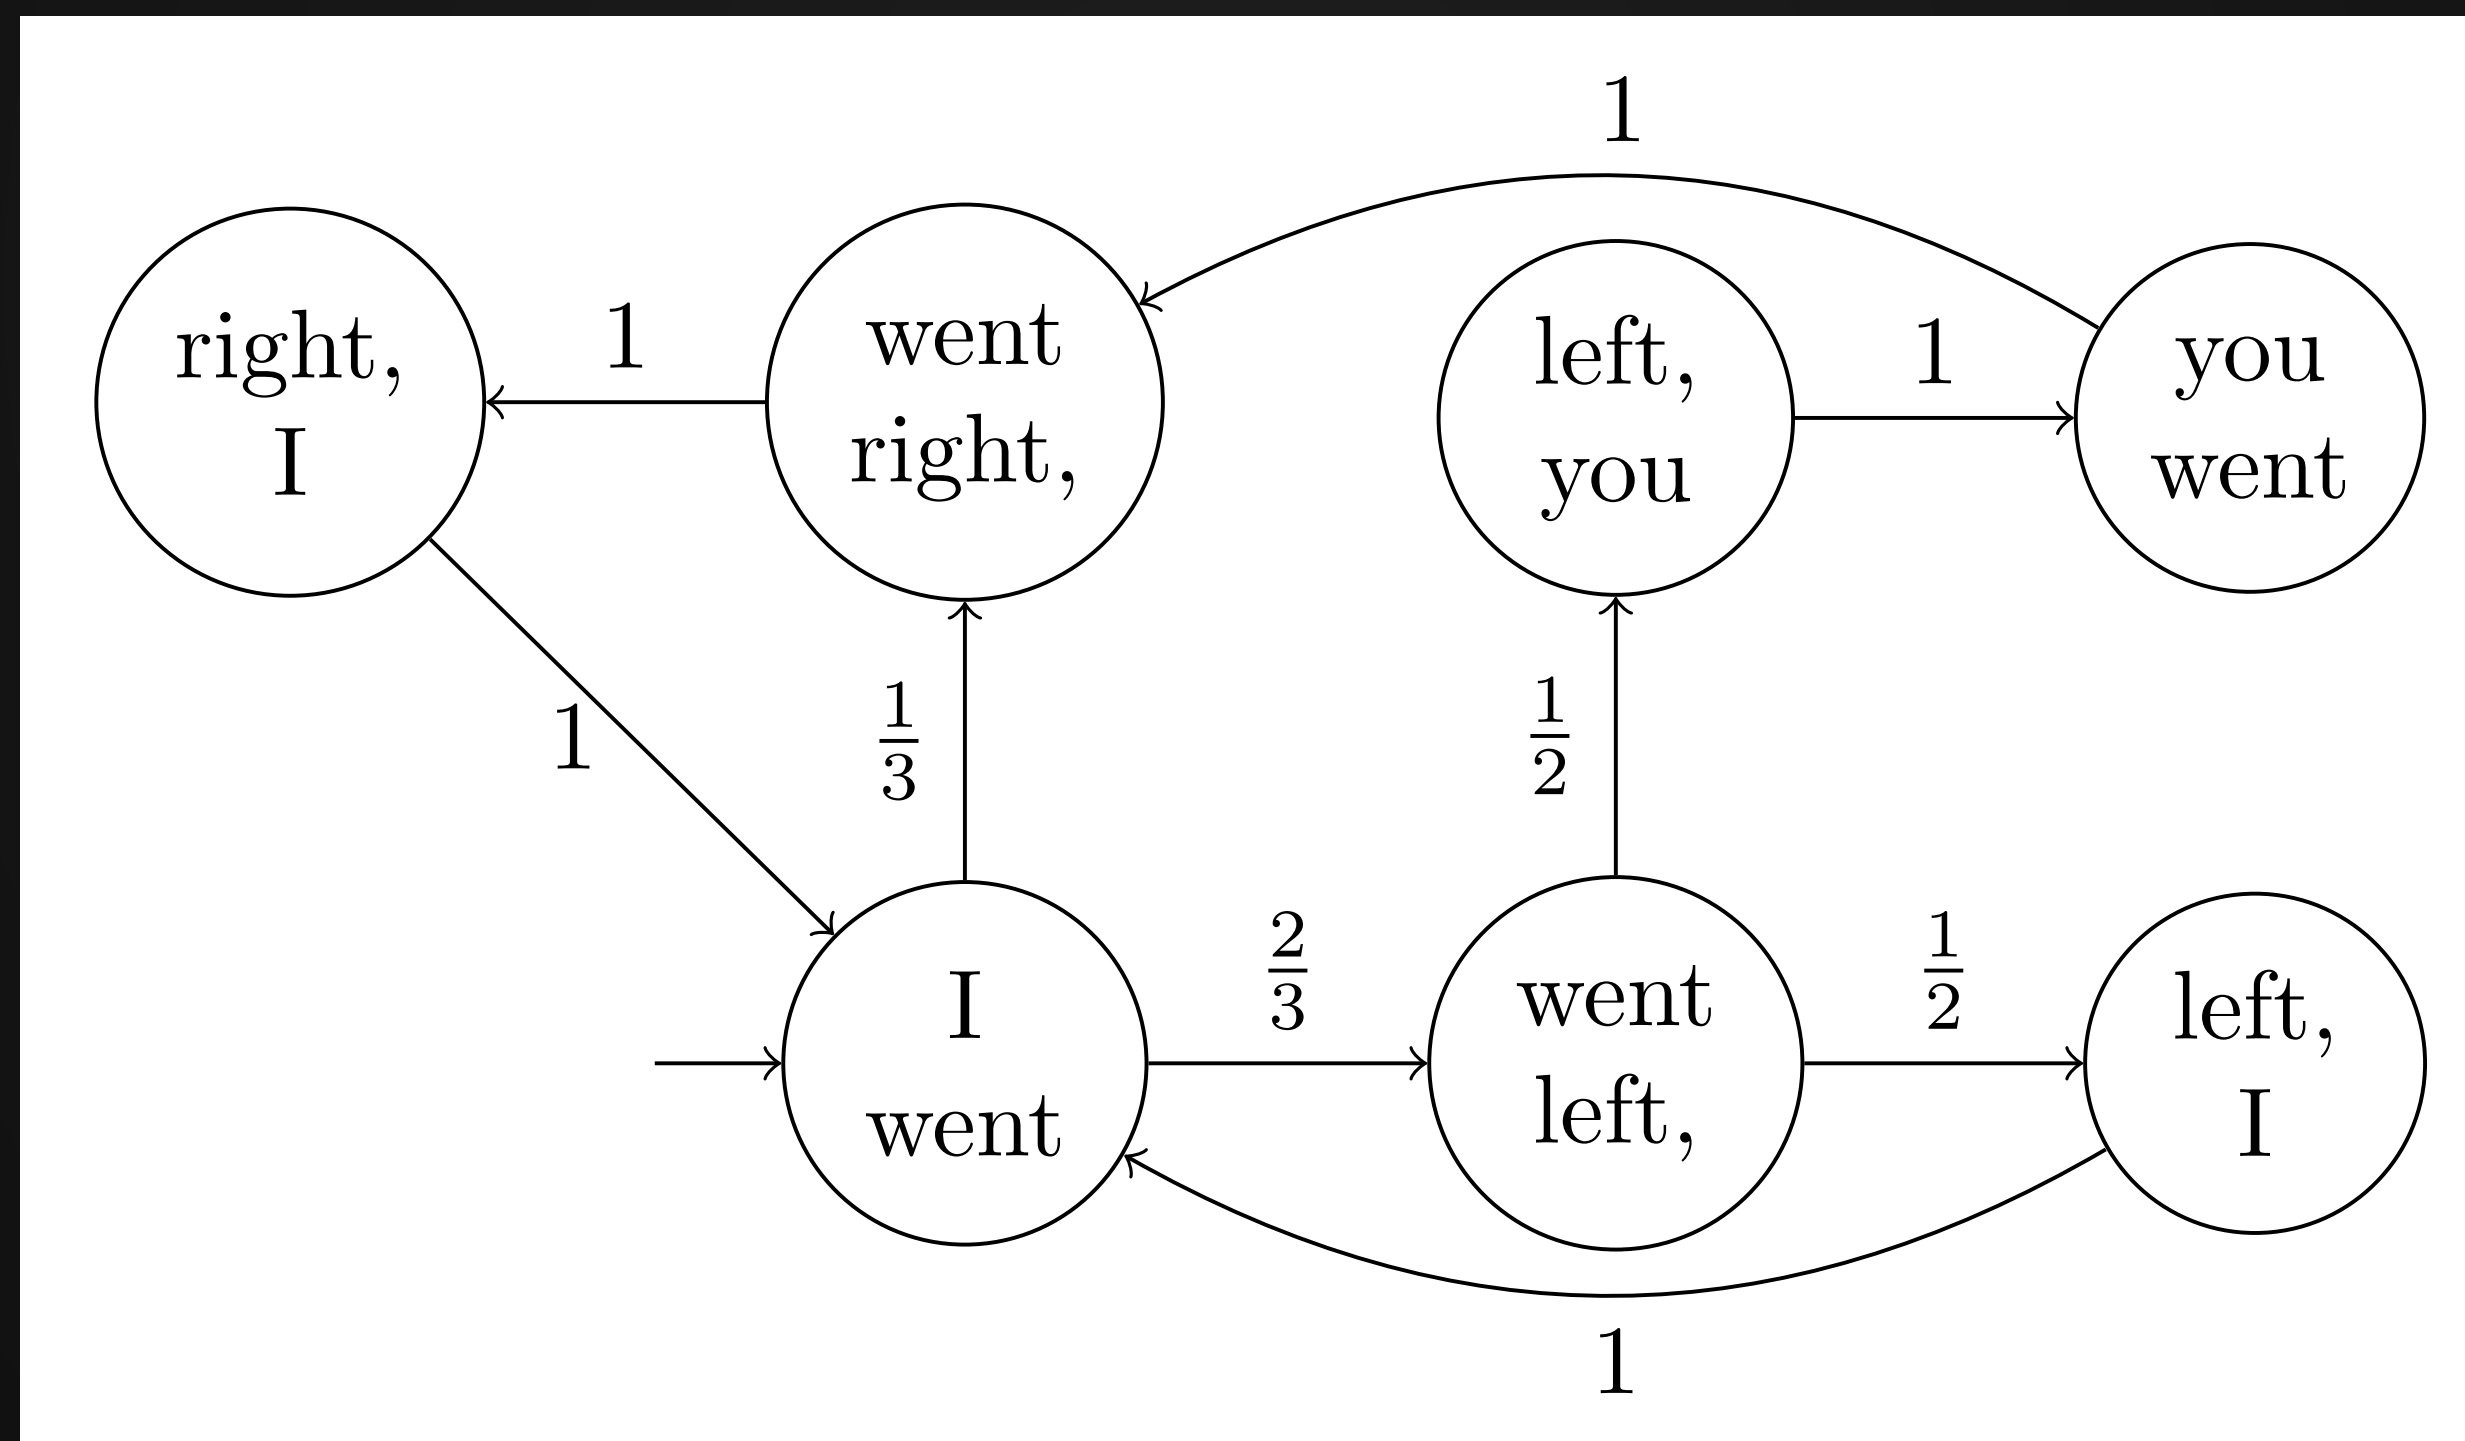 1
right,
I
1
went
right,
left,
you
1
you
went
1
1/3
1/2
I
went
2/3
went
left,
1/2
left,
I
1